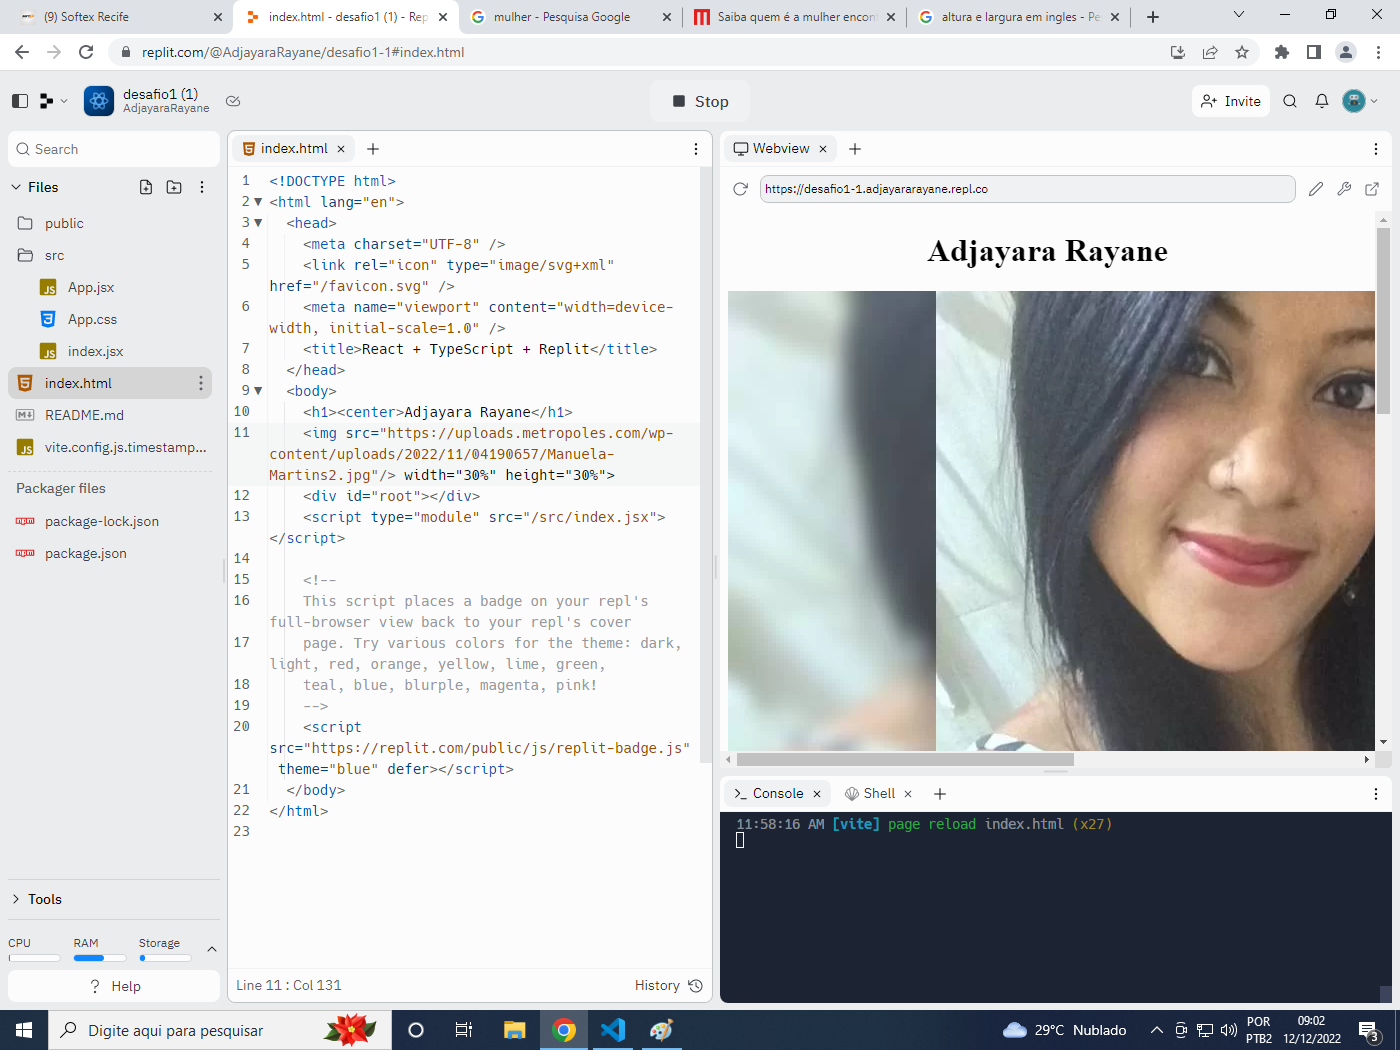 (9) Softex Recife
index.html - desafio1 (1) - Rep
mulher - Pesquisa Google
Saiba quem é a mulher encont
altura e largura em ingles - Pe
replit.com/@AdjayaraRayane/desafio1-1#index.html
desafio1 (1)
AdjayaraRayane
Stop
Invite
Search
Files
public
src
App.jsx
App.css
index.jsx
index.html
README.md
vite.config.js.timestamp...
Packager files
package-lock.json
package.json
Tools
CPU RAM Storage
Help
index.html
1 <!DOCTYPE html>
2 <html lang="en">
3 <head>
4 <meta charset="UTF-8" />
5 <link rel="icon" type="image/svg+xml"
href="/favicon.svg" />
6 <meta name="viewport" content="width=device-
width, initial-scale=1.0" />
7 <title>React + TypeScript + Replit</title>
8 </head>
9 <body>
10 <h1><center>Adjayara Rayane</h1>
11 <img src="https://uploads.metropoles.com/wp-
content/uploads/2022/11/04190657/Manuela-
Martins2.jpg"/> width="30%" height="30%">
12 <div id="root"></div>
13 <script type="module" src="/src/index.jsx">
</script>
14
15 <!--
16 This script places a badge on your repl's
full-browser view back to your repl's cover
17 page. Try various colors for the theme: dark,
light, red, orange, yellow, lime, green,
18 teal, blue, blurple, magenta, pink!
19 -->
20 <script
src="https://replit.com/public/js/replit-badge.js"
theme="blue" defer></script>
21 </body>
22 </html>
23
Line 11 : Col 131
History
Webview
https://desafio1-1.adjayararayane.repl.co
Adjayara Rayane
Console
Shell
11:58:16 AM [vite] page reload index.html (x27)
Digite aqui para pesquisar
29°C Nublado
POR
PTB2
09:02
12/12/2022
3